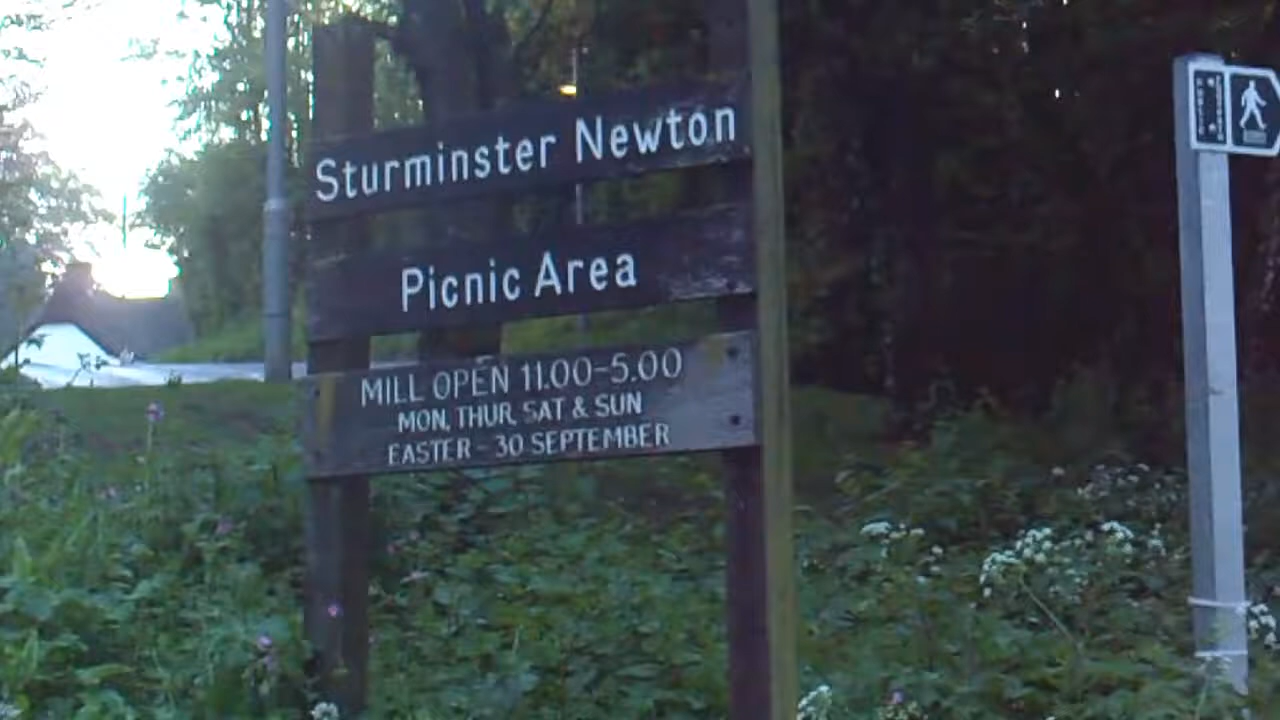 Sturminster Newton
Picnic Area
MILL OPEN 11.00-5.00
MON, THUR, SAT & SUN
EASTER - 30 SEPTEMBER